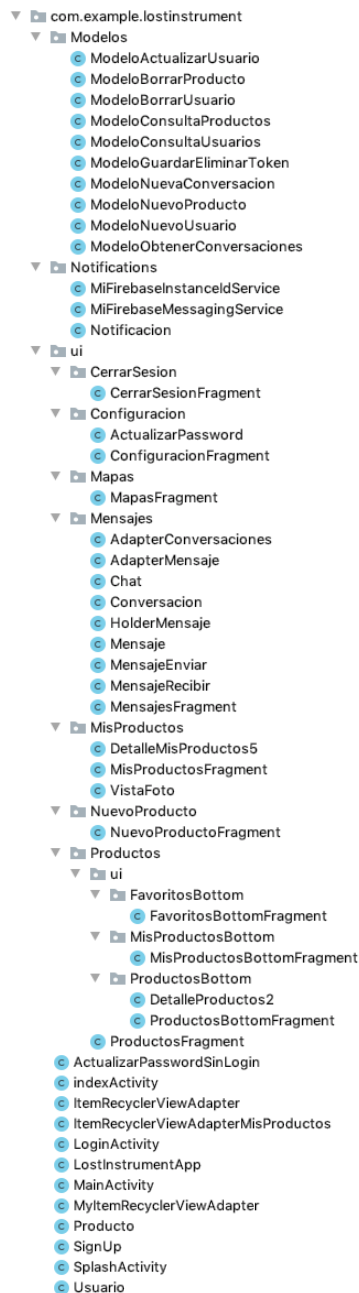 com.example.lostinstrument
Modelos
ModeloActualizarUsuario
ModeloBorrarProducto
ModeloBorrarUsuario
ModeloConsultaProductos
ModeloConsultaUsuarios
ModeloGuardarEliminarToken
ModeloNuevaConversacion
ModeloNuevoProducto
ModeloNuevoUsuario
ModeloObtenerConversaciones
Notifications
MiFirebaseInstanceIdService
MiFirebaseMessagingService
Notificacion
ui
CerrarSesion
CerrarSesionFragment
Configuracion
ActualizarPassword
ConfiguracionFragment
Mapas
MapasFragment
Mensajes
AdapterConversaciones
AdapterMensaje
Chat
Conversacion
HolderMensaje
Mensaje
MensajeEnviar
MensajeRecibir
MensajesFragment
MisProductos
DetalleMisProductos5
MisProductosFragment
VistaFoto
NuevoProducto
NuevoProductoFragment
Productos
ui
FavoritosBottom
FavoritosBottomFragment
MisProductosBottom
MisProductosBottomFragment
ProductosBottom
DetalleProductos2
ProductosBottomFragment
ProductosFragment
ActualizarPasswordSinLogin
indexActivity
ItemRecyclerViewAdapter
ItemRecyclerViewAdapterMisProductos
LoginActivity
LostInstrumentApp
MainActivity
MyItemRecyclerViewAdapter
Producto
SignUp
SplashActivity
Usuario